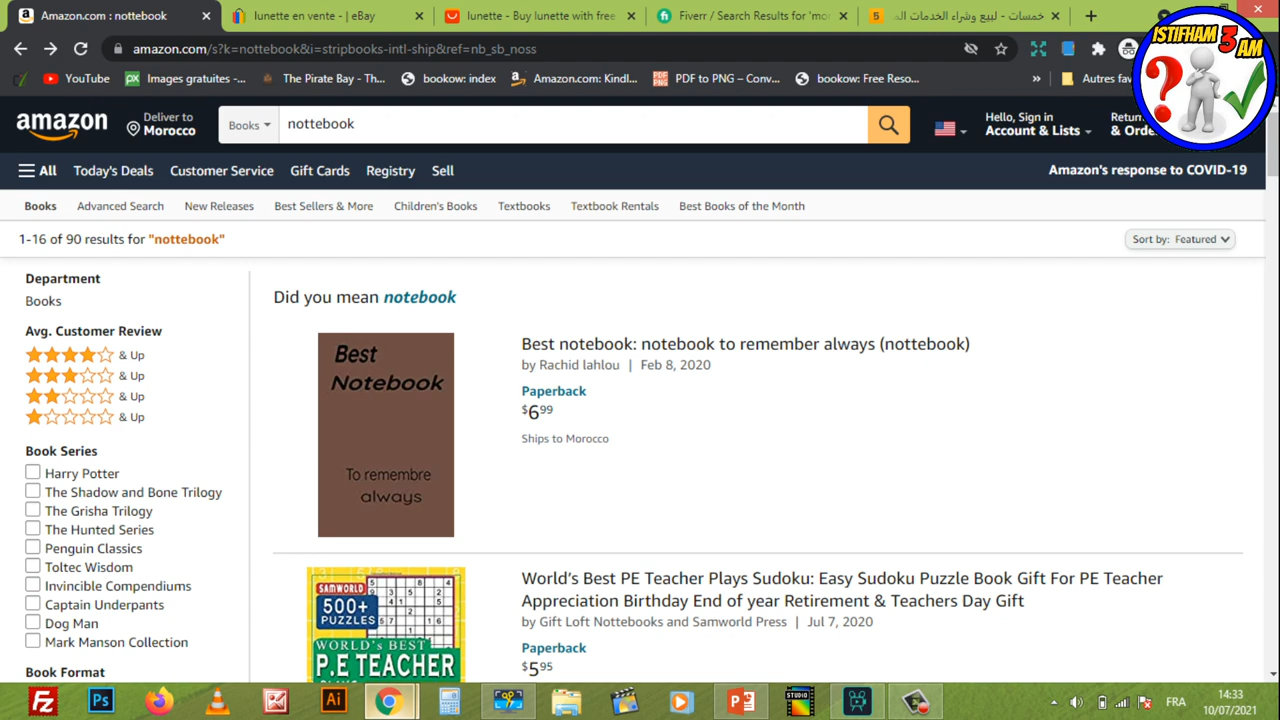 Amazon.com : nottebook
lunette en vente - | eBay
lunette - Buy lunette with free
Fiverr / Search Results for 'mo
خمسات - لبيع وشراء الخدمات الم
amazon.com/s?k=nottebook&i=stripbooks-intl-ship&ref=nb_sb_noss
YouTube
Images gratuites -...
The Pirate Bay - Th...
bookow: index
Amazon.com: Kindl...
PDF to PNG – Conv...
bookow: Free Reso...
»
Autres fav
ISTIFHAM 3 AM
amazon
Deliver to
Morocco
Books
nottebook
Hello, Sign in
Account & Lists
Return
& Orde
All
Today's Deals
Customer Service
Gift Cards
Registry
Sell
Amazon's response to COVID-19
Books
Advanced Search
New Releases
Best Sellers & More
Children's Books
Textbooks
Textbook Rentals
Best Books of the Month
1-16 of 90 results for "nottebook"
Sort by: Featured
Department
Books
Avg. Customer Review
& Up
& Up
& Up
& Up
Book Series
Harry Potter
The Shadow and Bone Trilogy
The Grisha Trilogy
The Hunted Series
Penguin Classics
Toltec Wisdom
Invincible Compendiums
Captain Underpants
Dog Man
Mark Manson Collection
Book Format
Did you mean notebook
Best
Notebook
To remembre
always
Best notebook: notebook to remember always (nottebook)
by Rachid lahlou | Feb 8, 2020
Paperback
$6 99
Ships to Morocco
SAMWORLD
500+
PUZZLES
WORLD'S BEST
P.E TEACHER
World's Best PE Teacher Plays Sudoku: Easy Sudoku Puzzle Book Gift For PE Teacher
Appreciation Birthday End of year Retirement & Teachers Day Gift
by Gift Loft Nottebooks and Samworld Press | Jul 7, 2020
Paperback
$5 95
Fz
Ps
Ai
STUDIO
FRA
14:33
10/07/2021